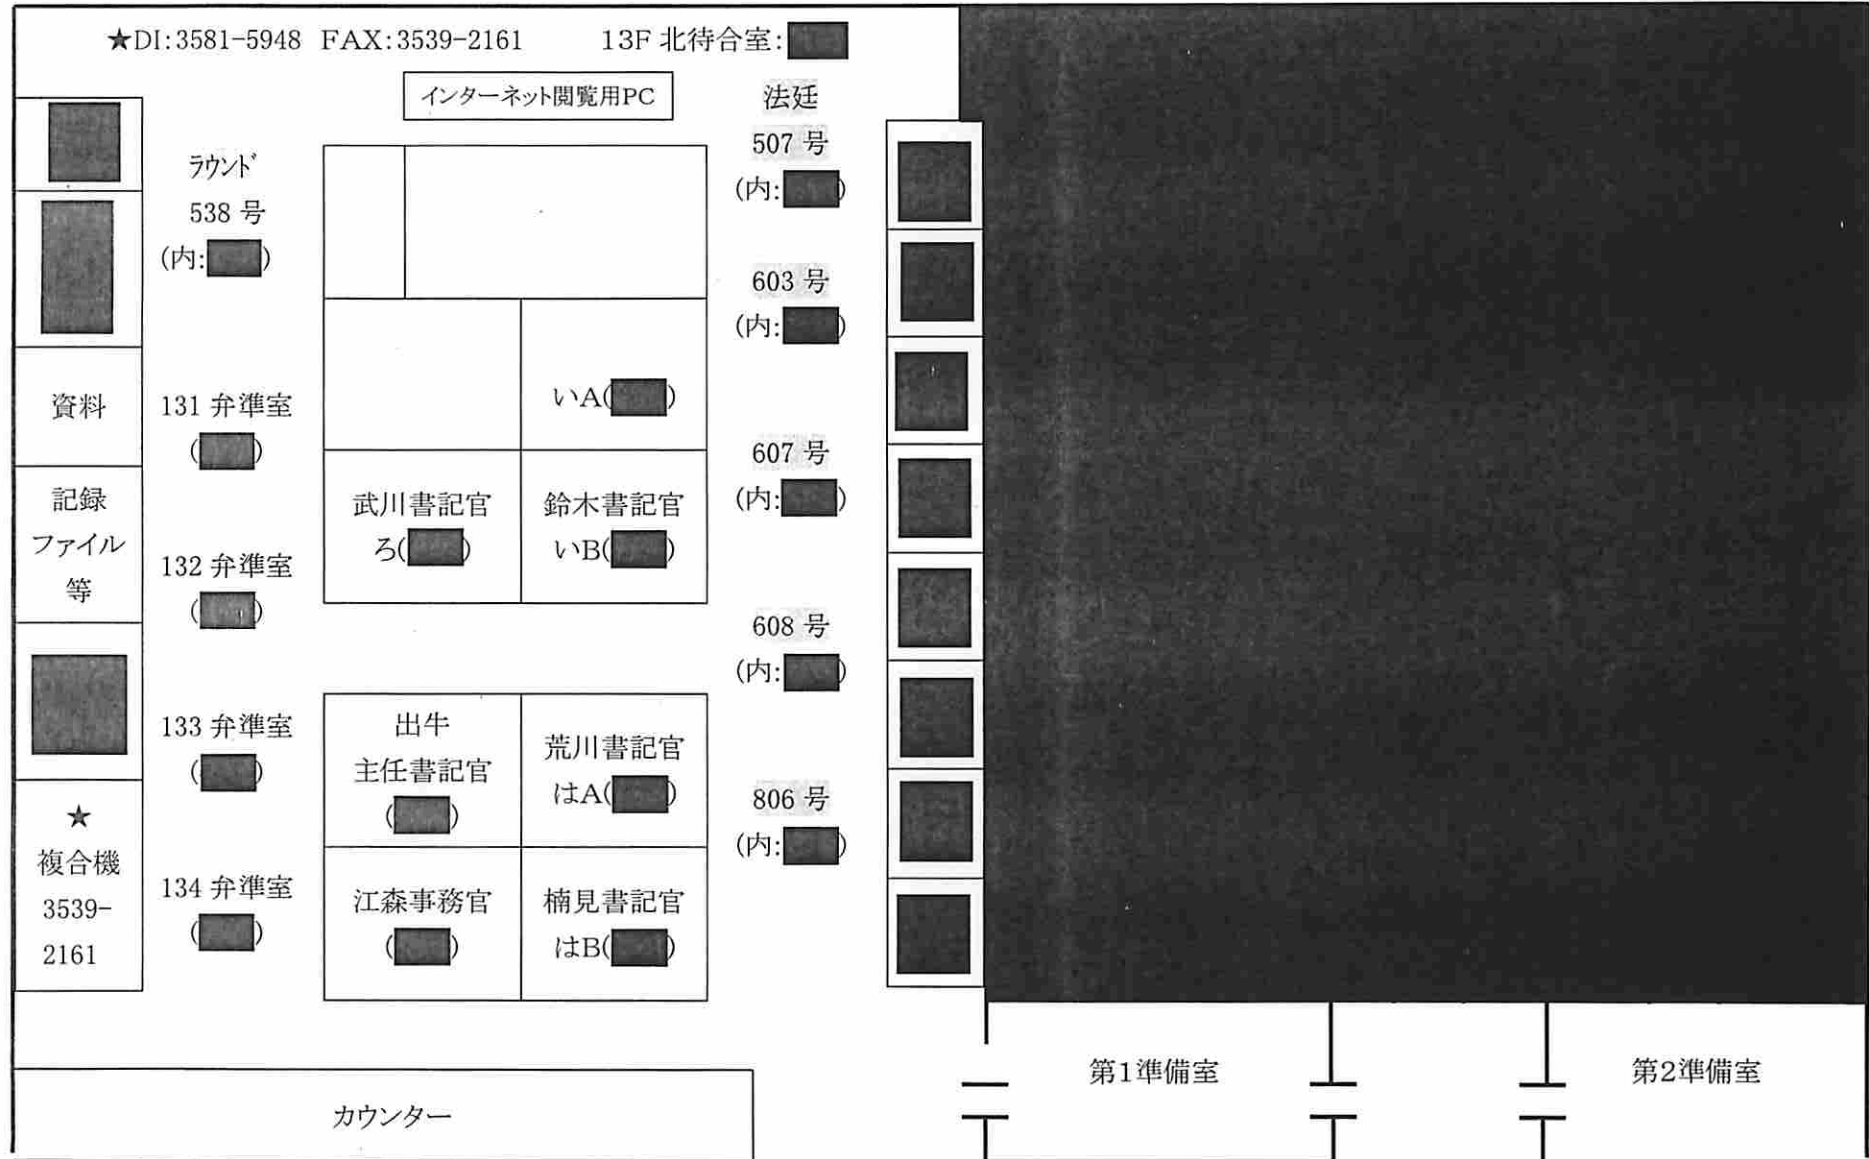 ★DI:3581-5948 FAX:3539-2161 13F 北待合室:
インターネット閲覧用PC
法廷
507 号
(内: )
603 号
(内: )
607 号
(内: )
608 号
(内: )
806 号
(内: )
ラウンド
538 号
(内: )
131 弁準室
( )
132 弁準室
( )
133 弁準室
( )
134 弁準室
( )
資料
記録
ファイル
等
★
複合機
3539-
2161
いA( )
武川書記官
ろ( )
鈴木書記官
いB( )
出牛
主任書記官
( )
荒川書記官
はA( )
江森事務官
( )
楠見書記官
はB( )
カウンター
第1準備室
第2準備室